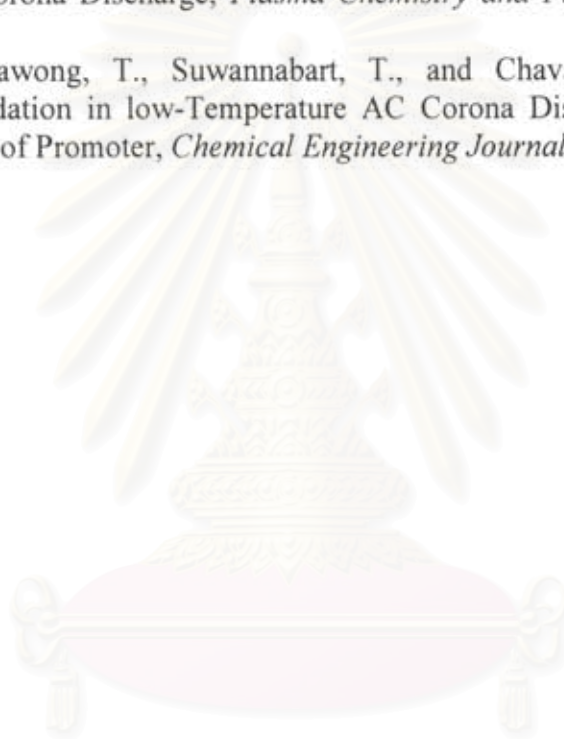 orona Discharge, Plasma Chemistry and
awong, T., Suwannabart, T., and Chav
dation in low-Temperature AC Corona Dis
of Promoter, Chemical Engineering Journal